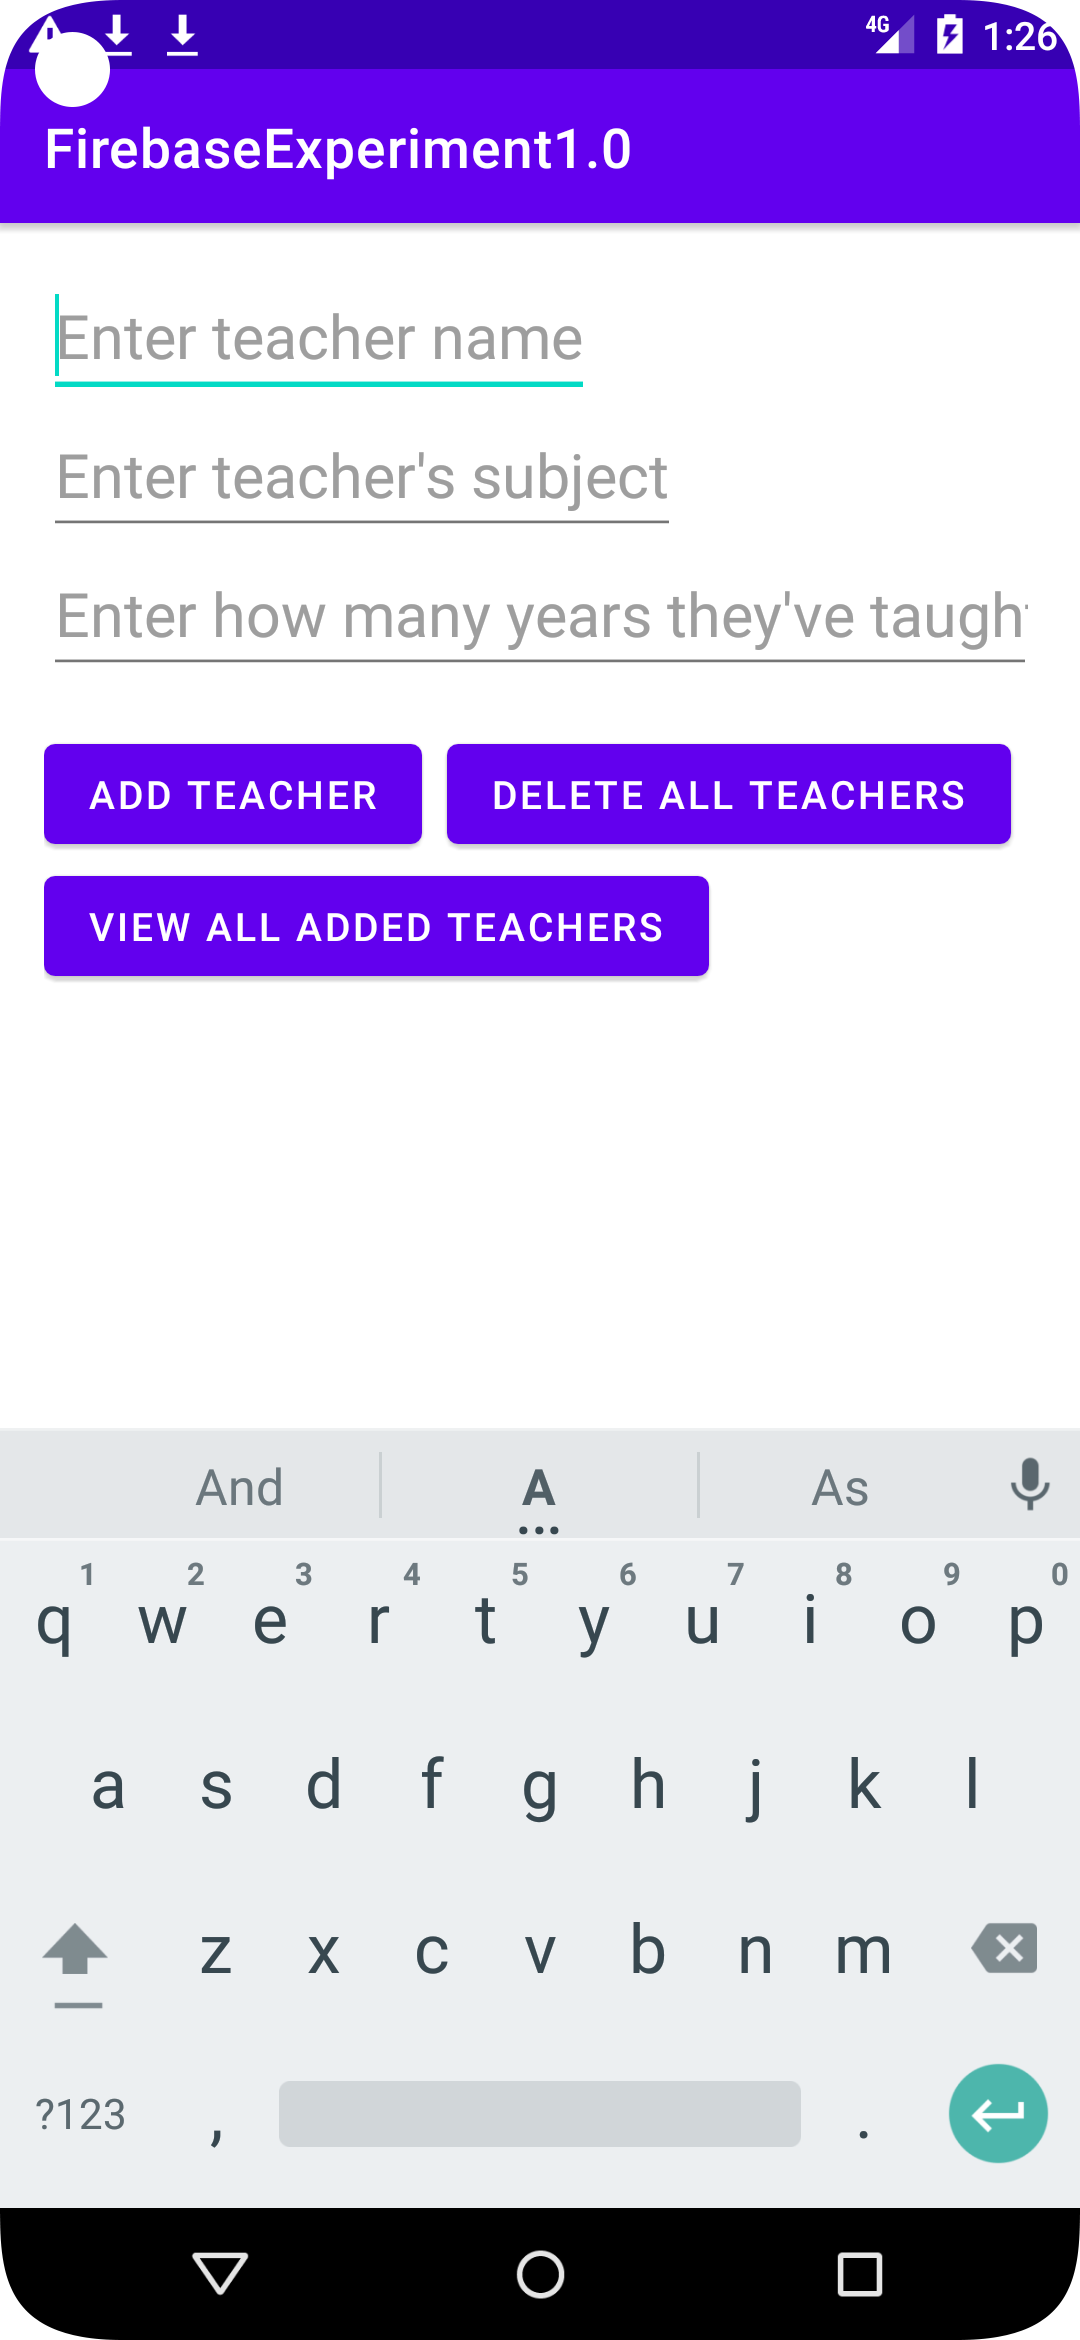 4G 1:26
FirebaseExperiment1.0
Enter teacher name
Enter teacher's subject
Enter how many years they've taught
ADD TEACHER DELETE ALL TEACHERS
VIEW ALL ADDED TEACHERS
And A As
1 2 3 4 5 6 7 8 9 0
q w e r t y u i o p
a s d f g h j k l
z x c v b n m
?123 , .